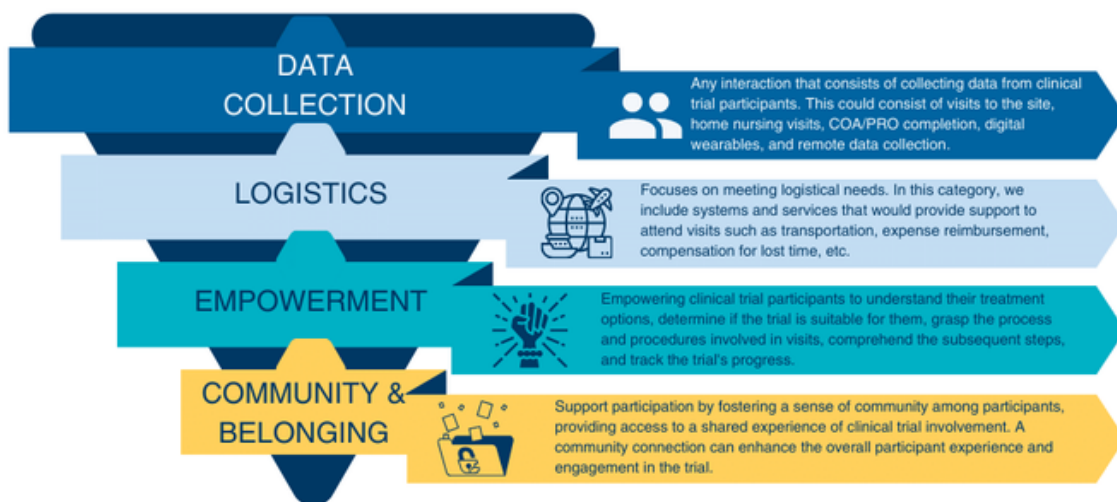 DATA
COLLECTION
Any interaction that consists of collecting data from clinical
trial participants. This could consist of visits to the site,
home nursing visits, COA/PRO completion, digital
wearables, and remote data collection.
LOGISTICS
Focuses on meeting logistical needs. In this category, we
include systems and services that would provide support to
attend visits such as transportation, expense reimbursement,
compensation for lost time, etc.
EMPOWERMENT
Empowering clinical trial participants to understand their treatment
options, determine if the trial is suitable for them, grasp the process
and procedures involved in visits, comprehend the subsequent steps,
and track the trial's progress.
COMMUNITY &
BELONGING
Support participation by fostering a sense of community among participants,
providing access to a shared experience of clinical trial involvement. A
community connection can enhance the overall participant experience and
engagement in the trial.